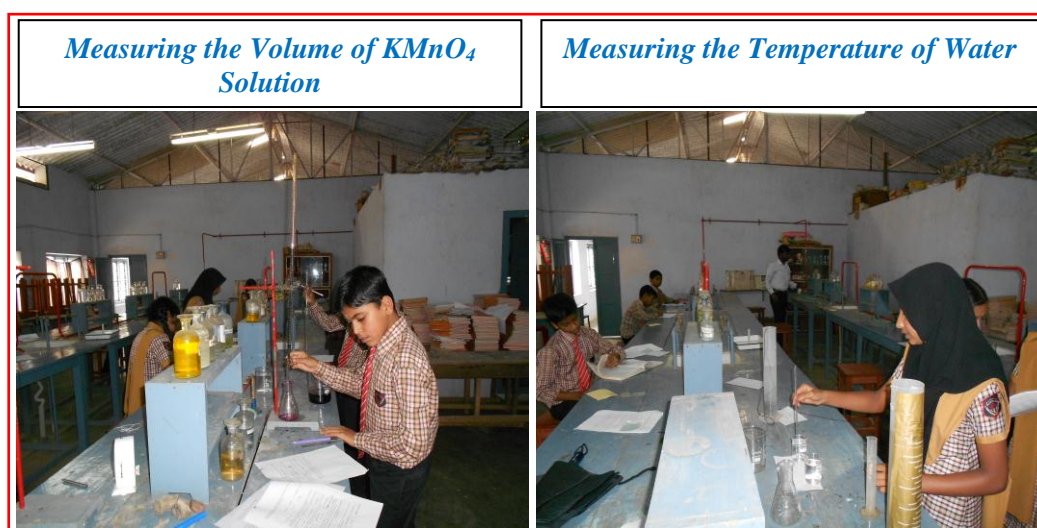 Measuring the Volume of KMnO₄
Solution
Measuring the Temperature of Water